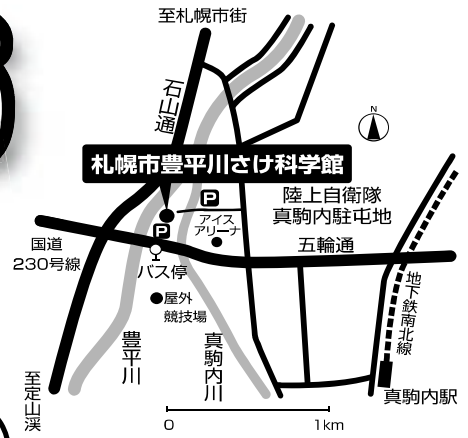 至札幌市街
石山通
N
札幌市豊平川さけ科学館
P
アイス
アリーナ
陸上自衛隊
真駒内駐屯地
P
国道
230号線
バス停
五輪通
屋外
競技場
地下鉄南北線
豊平川
真駒内川
至定山渓
真駒内駅
0
1km